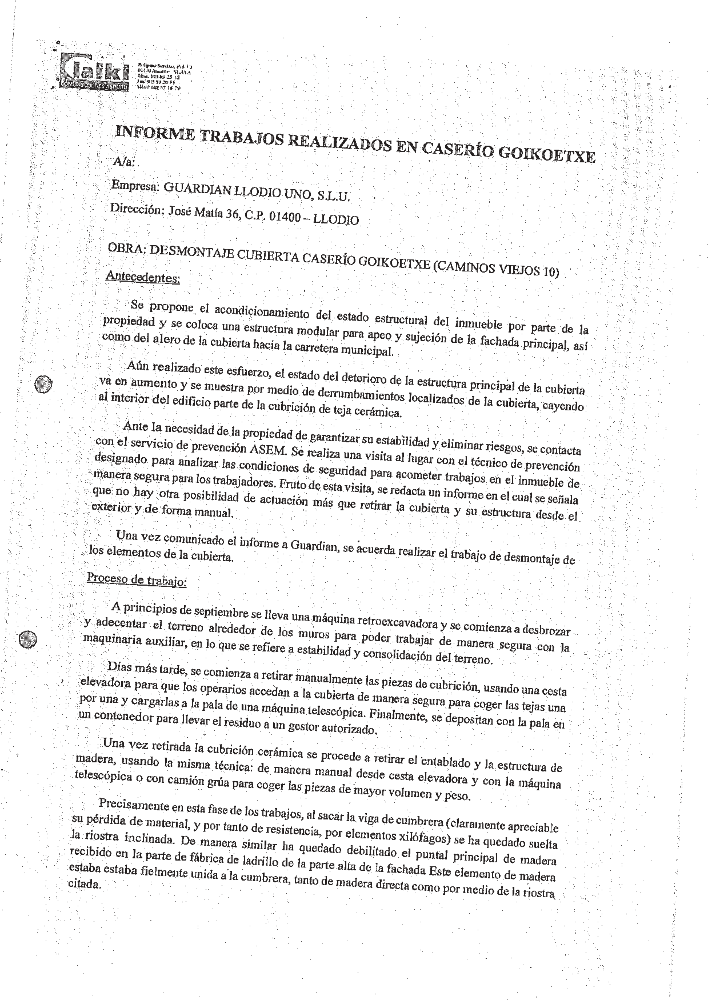 jaiki
INFORME TRABAJOS REALIZADOS EN CASERÍO GOIKOETXE
A/a:
Empresa: GUARDIAN LLODIO UNO, S.L.U.
Dirección: José Matía 36, C.P. 01400 – LLODIO
OBRA: DESMONTAJE CUBIERTA CASERÍO GOIKOETXE (CAMINOS VIEJOS 10)
Antecedentes:
Se propone el acondicionamiento del estado estructural del inmueble por parte de la
propiedad y se coloca una estructura modular para apeo y sujeción de la fachada principal, así
como del alero de la cubierta hacia la carretera municipal.
Aún realizado este esfuerzo, el estado del deterioro de la estructura principal de la cubierta
va en aumento y se muestra por medio de derrumbamientos localizados de la cubierta, cayendo
al interior del edificio parte de la cubrición de teja cerámica.
Ante la necesidad de la propiedad de garantizar su estabilidad y eliminar riesgos, se contacta
con el servicio de prevención ASEM. Se realiza una visita al lugar con el técnico de prevención
designado para analizar las condiciones de seguridad para acometer trabajos en el inmueble de
manera segura para los trabajadores. Fruto de esta visita, se redacta un informe en el cual se señala
que no hay otra posibilidad de actuación más que retirar la cubierta y su estructura desde el
exterior y de forma manual.
Una vez comunicado el informe a Guardian, se acuerda realizar el trabajo de desmontaje de
los elementos de la cubierta.
Proceso de trabajo:
A principios de septiembre se lleva una máquina retroexcavadora y se comienza a desbrozar
y adecentar el terreno alrededor de los muros para poder trabajar de manera segura con la
maquinaria auxiliar, en lo que se refiere a estabilidad y consolidación del terreno.
Días más tarde, se comienza a retirar manualmente las piezas de cubrición, usando una cesta
elevadora para que los operarios accedan a la cubierta de manera segura para coger las tejas una
por una y cargarlas a la pala de una máquina telescópica. Finalmente, se depositan con la pala en
un contenedor para llevar el residuo a un gestor autorizado.
Una vez retirada la cubrición cerámica se procede a retirar el entablado y la estructura de
madera, usando la misma técnica: de manera manual desde cesta elevadora y con la máquina
telescópica o con camión grúa para coger las piezas de mayor volumen y peso.
Precisamente en esta fase de los trabajos, al sacar la viga de cumbrera (claramente apreciable
su pérdida de material, y por tanto de resistencia, por elementos xilófagos) se ha quedado suelta
la riostra inclinada. De manera similar ha quedado debilitado el puntal principal de madera
recibido en la parte de fábrica de ladrillo de la parte alta de la fachada Este elemento de madera
estaba estaba fielmente unida a la cumbrera, tanto de madera directa como por medio de la riostra
citada.